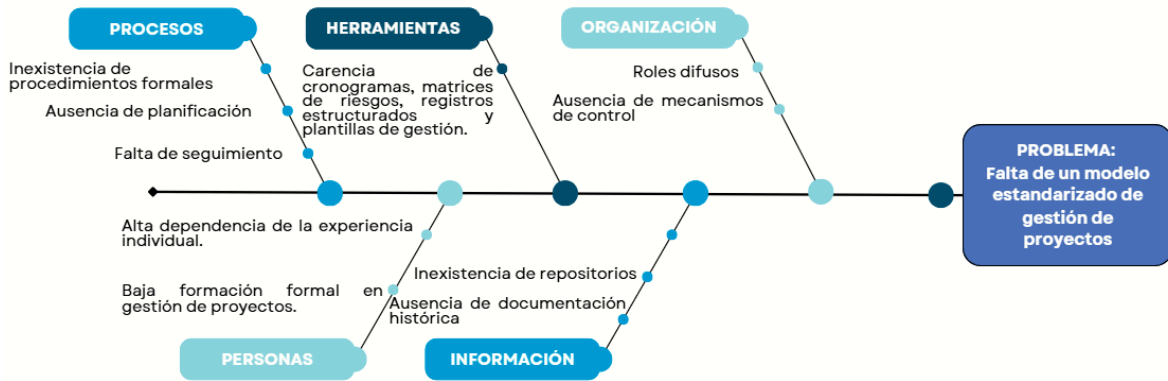 PROCESOS
Inexistencia de
procedimientos formales
Ausencia de planificación
Falta de seguimiento
HERRAMIENTAS
Carencia de
cronogramas, matrices
de riesgos, registros
estructurados y
plantillas de gestión.
ORGANIZACIÓN
Roles difusos
Ausencia de mecanismos
de control
PROBLEMA:
Falta de un modelo
estandarizado de
gestión de
proyectos
Alta dependencia de la experiencia
individual.
Baja formación formal en
gestión de proyectos.
PERSONAS
Inexistencia de repositorios
Ausencia de documentación
histórica
INFORMACIÓN